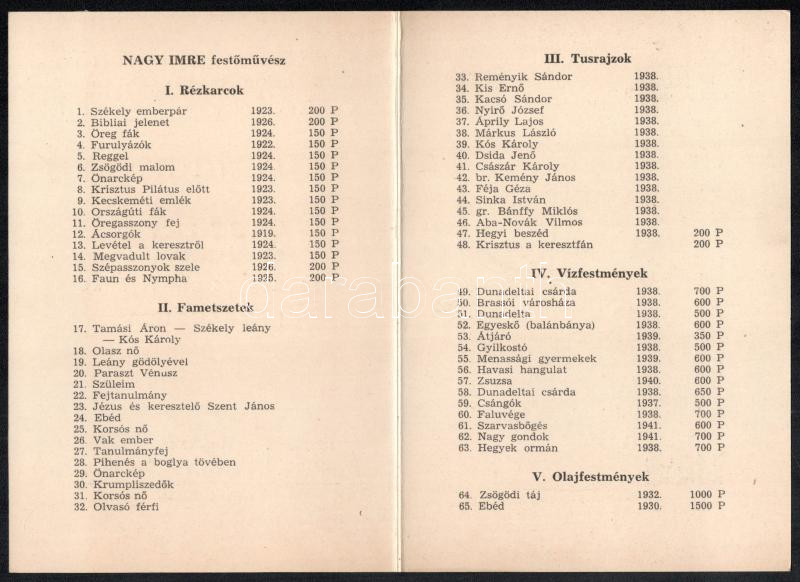 NAGY IMRE festőművész
I. Rézkarcok
1. Székely emberpár 1923. 200 P
2. Bibliai jelenet 1926. 200 P
3. Öreg fák 1924. 150 P
4. Furulyázók 1922. 150 P
5. Reggel 1924. 150 P
6. Zsögödi malom 1924. 150 P
7. Önarckép 1924. 150 P
8. Krisztus Pilátus előtt 1923. 150 P
9. Kecskeméti emlék 1923. 150 P
10. Országúti fák 1924. 150 P
11. Öregasszony fej 1924. 150 P
12. Ácsorgók 1919. 150 P
13. Levétel a keresztről 1924. 150 P
14. Megvadult lovak 1923. 150 P
15. Szépasszonyok szele 1926. 200 P
16. Faun és Nympha 1925. 200 P
II. Fametszetek
17. Tamási Áron — Székely leány
— Kós Károly
18. Olasz nő
19. Leány gödölyével
20. Paraszt Vénusz
21. Szüleim
22. Fejtanulmány
23. Jézus és keresztelő Szent János
24. Ebéd
25. Korsós nő
26. Vak ember
27. Tanulmányfej
28. Pihenés a boglya tövében
29. Önarckép
30. Krumpliszedők
31. Korsós nő
32. Olvasó férfi
III. Tusrajzok
33. Reményik Sándor 1938.
34. Kis Ernő 1938.
35. Kacsó Sándor 1938.
36. Nyirő József 1938.
37. Áprily Lajos 1938.
38. Márkus László 1938.
39. Kós Károly 1938.
40. Dsida Jenő 1938.
41. Császár Károly 1938.
42. br. Kemény János 1938.
43. Féja Géza 1938.
44. Sinka István 1938.
45. gr. Bánffy Miklós 1938.
46. Aba-Novák Vilmos 1938.
47. Hegyi beszéd 1938. 200 P
48. Krisztus a keresztfán 200 P
IV. Vízfestmények
49. Dunadeltai csárda 1938. 700 P
50. Brassói városháza 1938. 600 P
51. Dunadelta 1938. 500 P
52. Egyeskő (balánbánya) 1938. 600 P
53. Átjáró 1939. 350 P
54. Gyilkostó 1938. 500 P
55. Menassági gyermekek 1939. 600 P
56. Havasi hangulat 1938. 600 P
57. Zsuzsa 1940. 600 P
58. Dunadeltai csárda 1938. 650 P
59. Csángók 1937. 500 P
60. Faluvége 1938. 700 P
61. Szarvasbőgés 1941. 600 P
62. Nagy gondok 1941. 700 P
63. Hegyek ormán 1938. 700 P
V. Olajfestmények
64. Zsögödi táj 1932. 1000 P
65. Ebéd 1930. 1500 P
darabanth